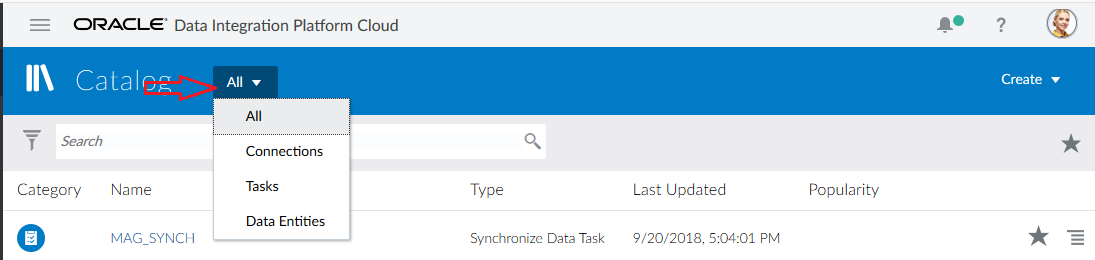 ORACLE Data Integration Platform Cloud ?
Catalog All Create
All
Search
Connections
Tasks
Data Entities
Category Name Type Last Updated Popularity
MAG_SYNCH Synchronize Data Task 9/20/2018, 5:04:01 PM